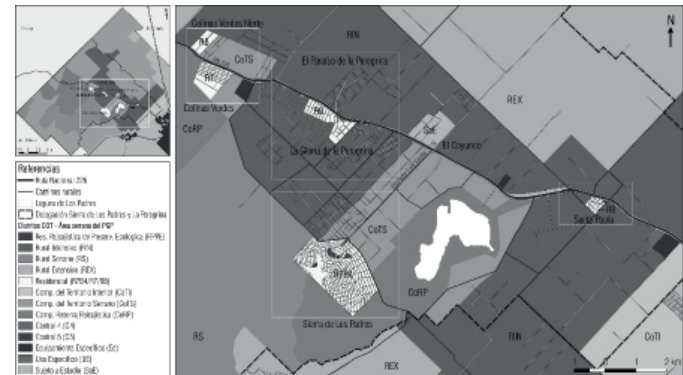 Colinas Verdes Norte
RIN
N
R8
CoTS
El Paraíso de la Peregrina
R7
REX
Colinas Verdes
SaE
CoRP
La Gloria de la Peregrina
El Coyunco
R8
Santa Paula
CoTS
CoRP
Sierra de Los Padres
RS
RIN
CoTI
REX
2 km
Referencias
Ruta Nacional 226
Caminos rurales
Laguna de Los Padres
Delegación Sierra de los Padres y La Peregrina
Distritos COT - Área serrana del PGP
Res. Paisajística de Preserv. Ecológica (RPPE)
Rural Intensivo (RIN)
Rural Serrano (RS)
Rural Extensivo (REX)
Residencial
Comp. del Territorio Interior (CoTI)
Comp. del Territorio Serrano (CoTS)
Comp. Reserva Paisajística (CoRP)
Central 4 (C4)
Central 5 (C5)
Equipamiento Específico (Ee)
Uso Específico (UE)
Sujeto a Estudio (SaE)